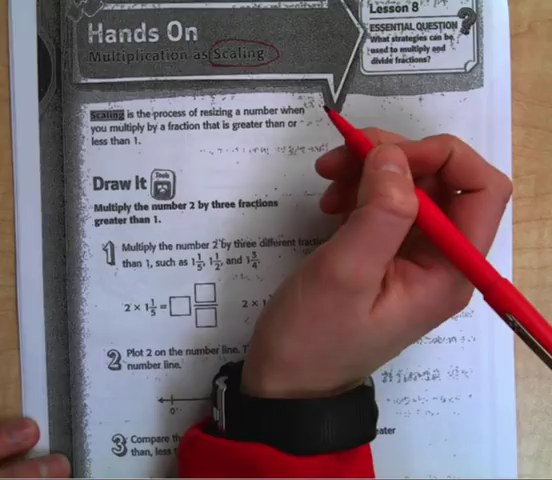 Hands On
Multiplication as Scaling
Lesson 8
ESSENTIAL QUESTION
What strategies can be
used to multiply and
divide fractions?
?
Scaling is the process of resizing a number when
you multiply by a fraction that is greater than or
less than 1.
Draw It
Tools
Multiply the number 2 by three fractions
greater than 1.
1 Multiply the number 2 by three different
than 1, such as 1 1/5, 1 1/2, and 1 3/4.
2 × 1 1/5 = 2 × 1
2 Plot 2 on the number line.
number line.
0
3 Compare
than, less